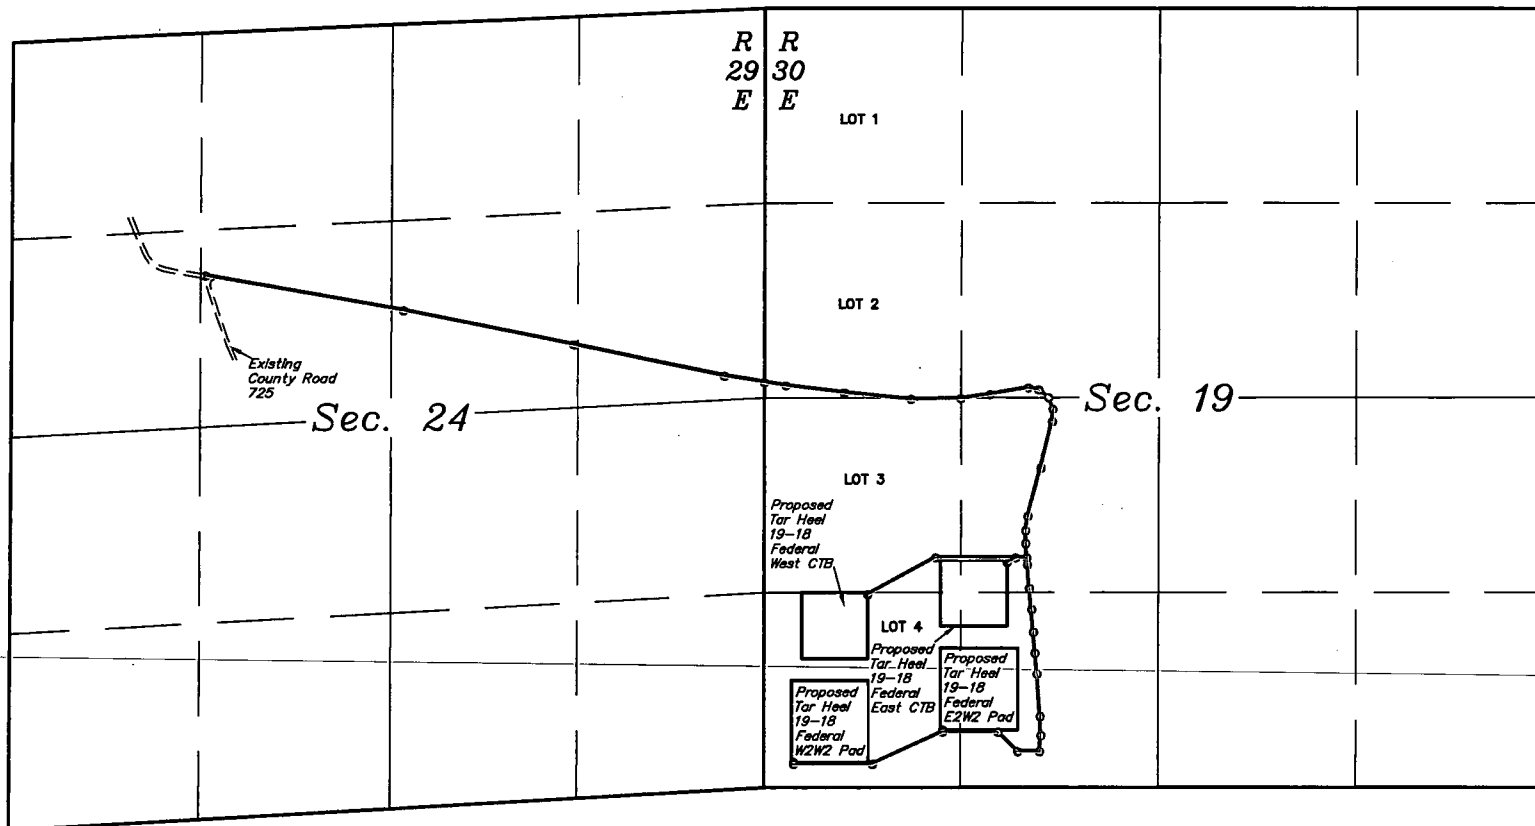 R R
29 30
E E
LOT 1
LOT 2
Existing
County Road
725
Sec. 24
Sec. 19
LOT 3
Proposed
Tar Heel
19-18
Federal
West CTB
LOT 4
Proposed
Tar Heel
19-18
Federal
East CTB
Proposed
Tar Heel
19-18
Federal
E2W2 Pad
Proposed
Tar Heel
19-18
Federal
W2W2 Pad